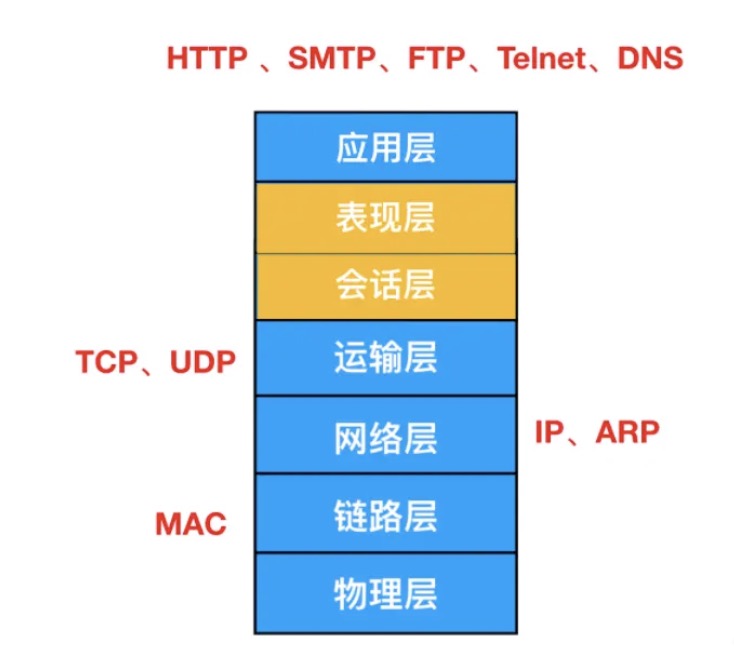 HTTP 、SMTP、FTP、Telnet、DNS
应用层
表现层
会话层
TCP、UDP
运输层
网络层
IP、ARP
MAC
链路层
物理层